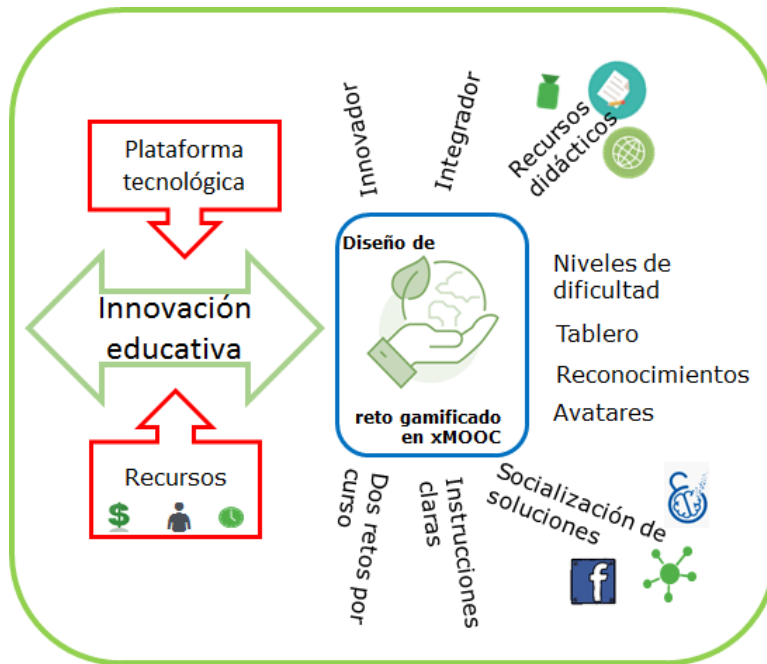 Plataforma
tecnológica
Innovación
educativa
Recursos
$
Innovador
Integrador
Recursos
didácticos
Diseño de
reto gamificado
en xMOOC
Niveles de
dificultad
Tablero
Reconocimientos
Avatares
Dos retos por
curso
Instrucciones
claras
Socialización de
soluciones
f